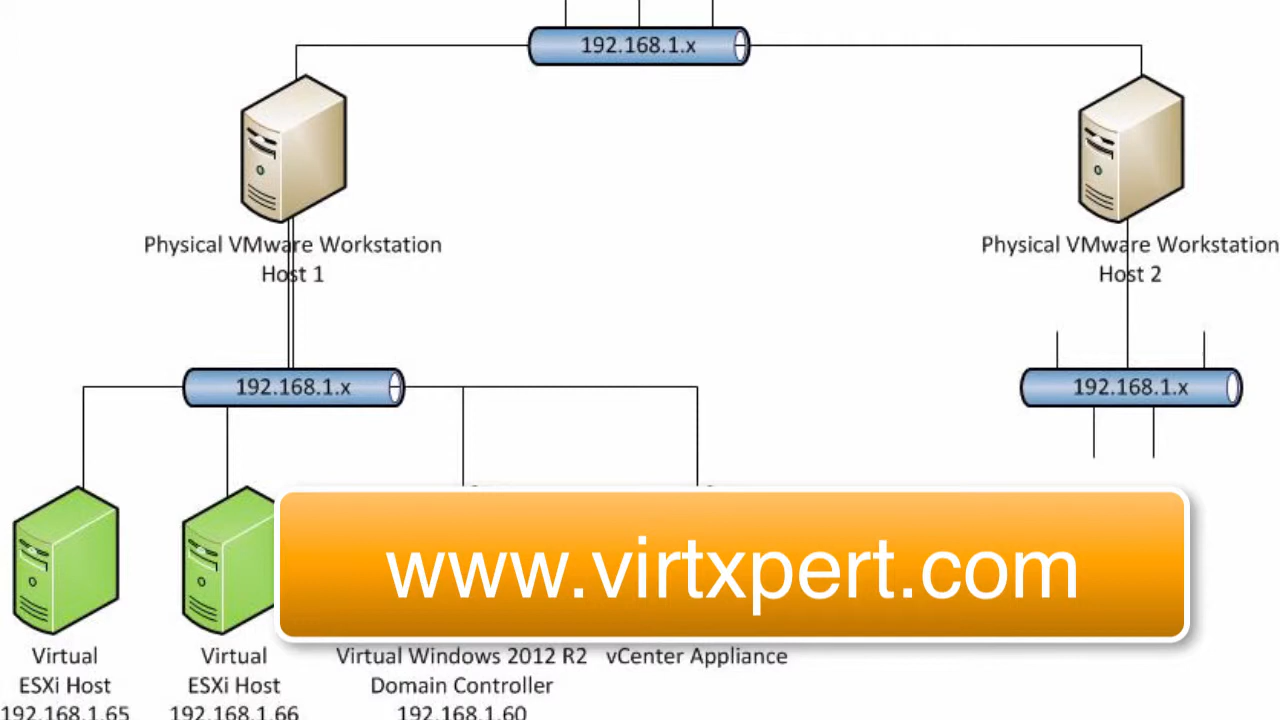 192.168.1.x
Physical VMware Workstation
Host 1
Physical VMware Workstation
Host 2
192.168.1.x
192.168.1.x
www.virtxpert.com
Virtual
ESXi Host
192.168.1.65
Virtual
ESXi Host
192.168.1.66
Virtual Windows 2012 R2
Domain Controller
192.168.1.60
vCenter Appliance